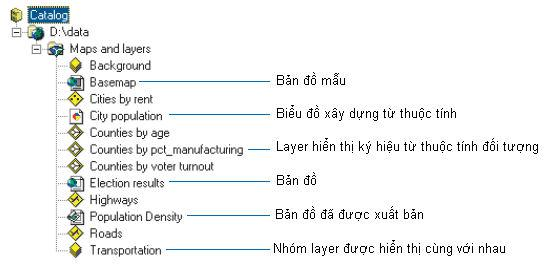 Catalog
D:\data
Maps and layers
Background
Basemap Bản đồ mẫu
Cities by rent
City population Biểu đồ xây dựng từ thuộc tính
Counties by age
Counties by pct_manufacturing Layer hiển thị ký hiệu từ thuộc tính đối tượng
Counties by voter turnout
Election results Bản đồ
Highways
Population Density Bản đồ đã được xuất bản
Roads
Transportation Nhóm layer được hiển thị cùng với nhau